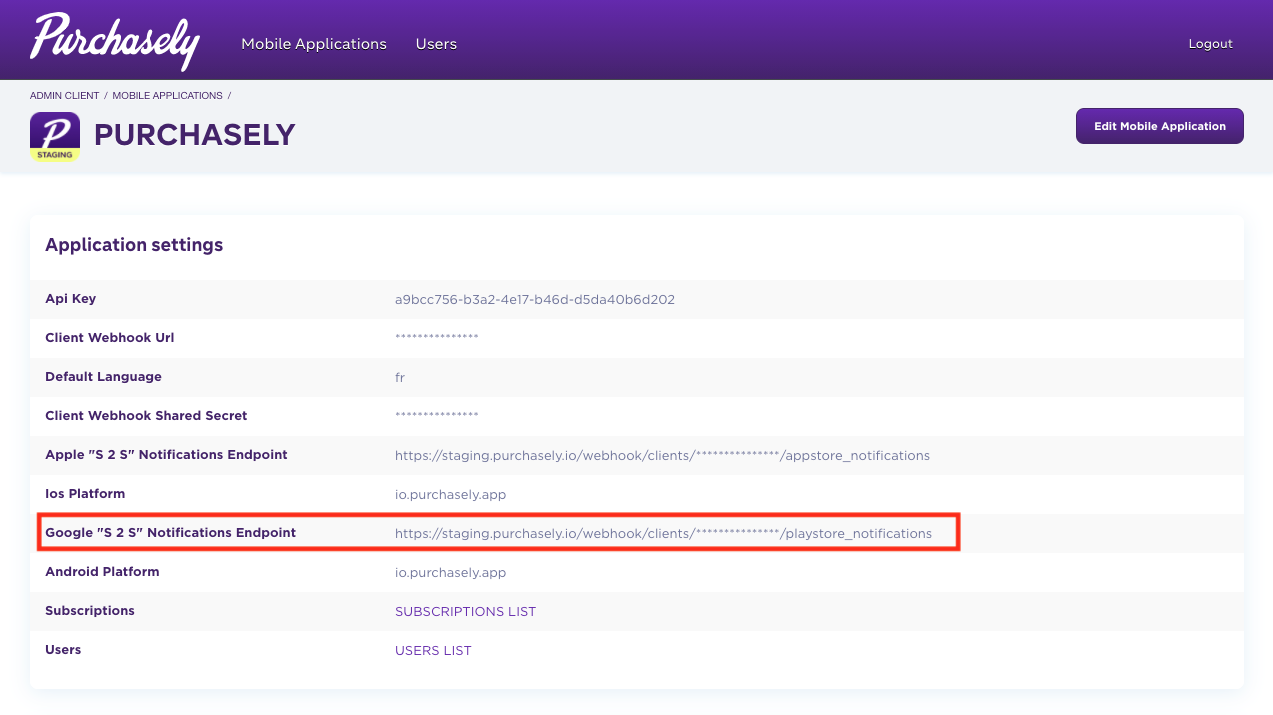 Purchasely Mobile Applications Users Logout
ADMIN CLIENT / MOBILE APPLICATIONS /
P STAGING
PURCHASELY
Edit Mobile Application
Application settings
Api Key a9bcc756-b3a2-4e17-b46d-d5da40b6d202
Client Webhook Url ***************
Default Language fr
Client Webhook Shared Secret ***************
Apple "S 2 S" Notifications Endpoint https://staging.purchasely.io/webhook/clients/***************/appstore_notifications
Ios Platform io.purchasely.app
Google "S 2 S" Notifications Endpoint https://staging.purchasely.io/webhook/clients/***************/playstore_notifications
Android Platform io.purchasely.app
Subscriptions SUBSCRIPTIONS LIST
Users USERS LIST